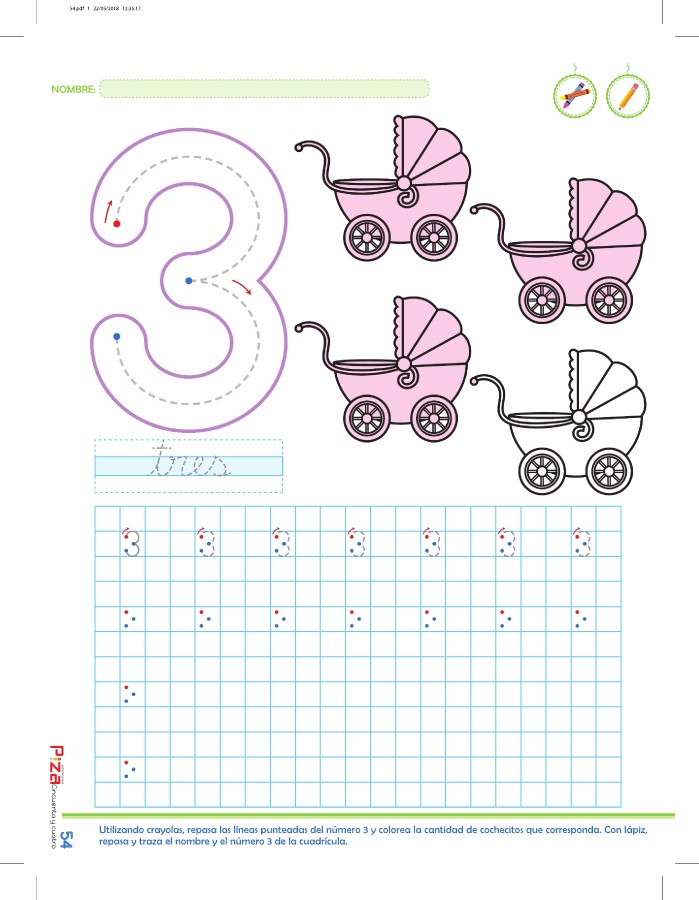 54.pdf 1 22/05/2018 12:35:17
NOMBRE:
3
tres
3 3 3 3 3 3 3
Piza
Cincuenta y cuatro
54
Utilizando crayolas, repasa las líneas punteadas del número 3 y colorea la cantidad de cochecitos que corresponda. Con lápiz,
repasa y traza el nombre y el número 3 de la cuadrícula.